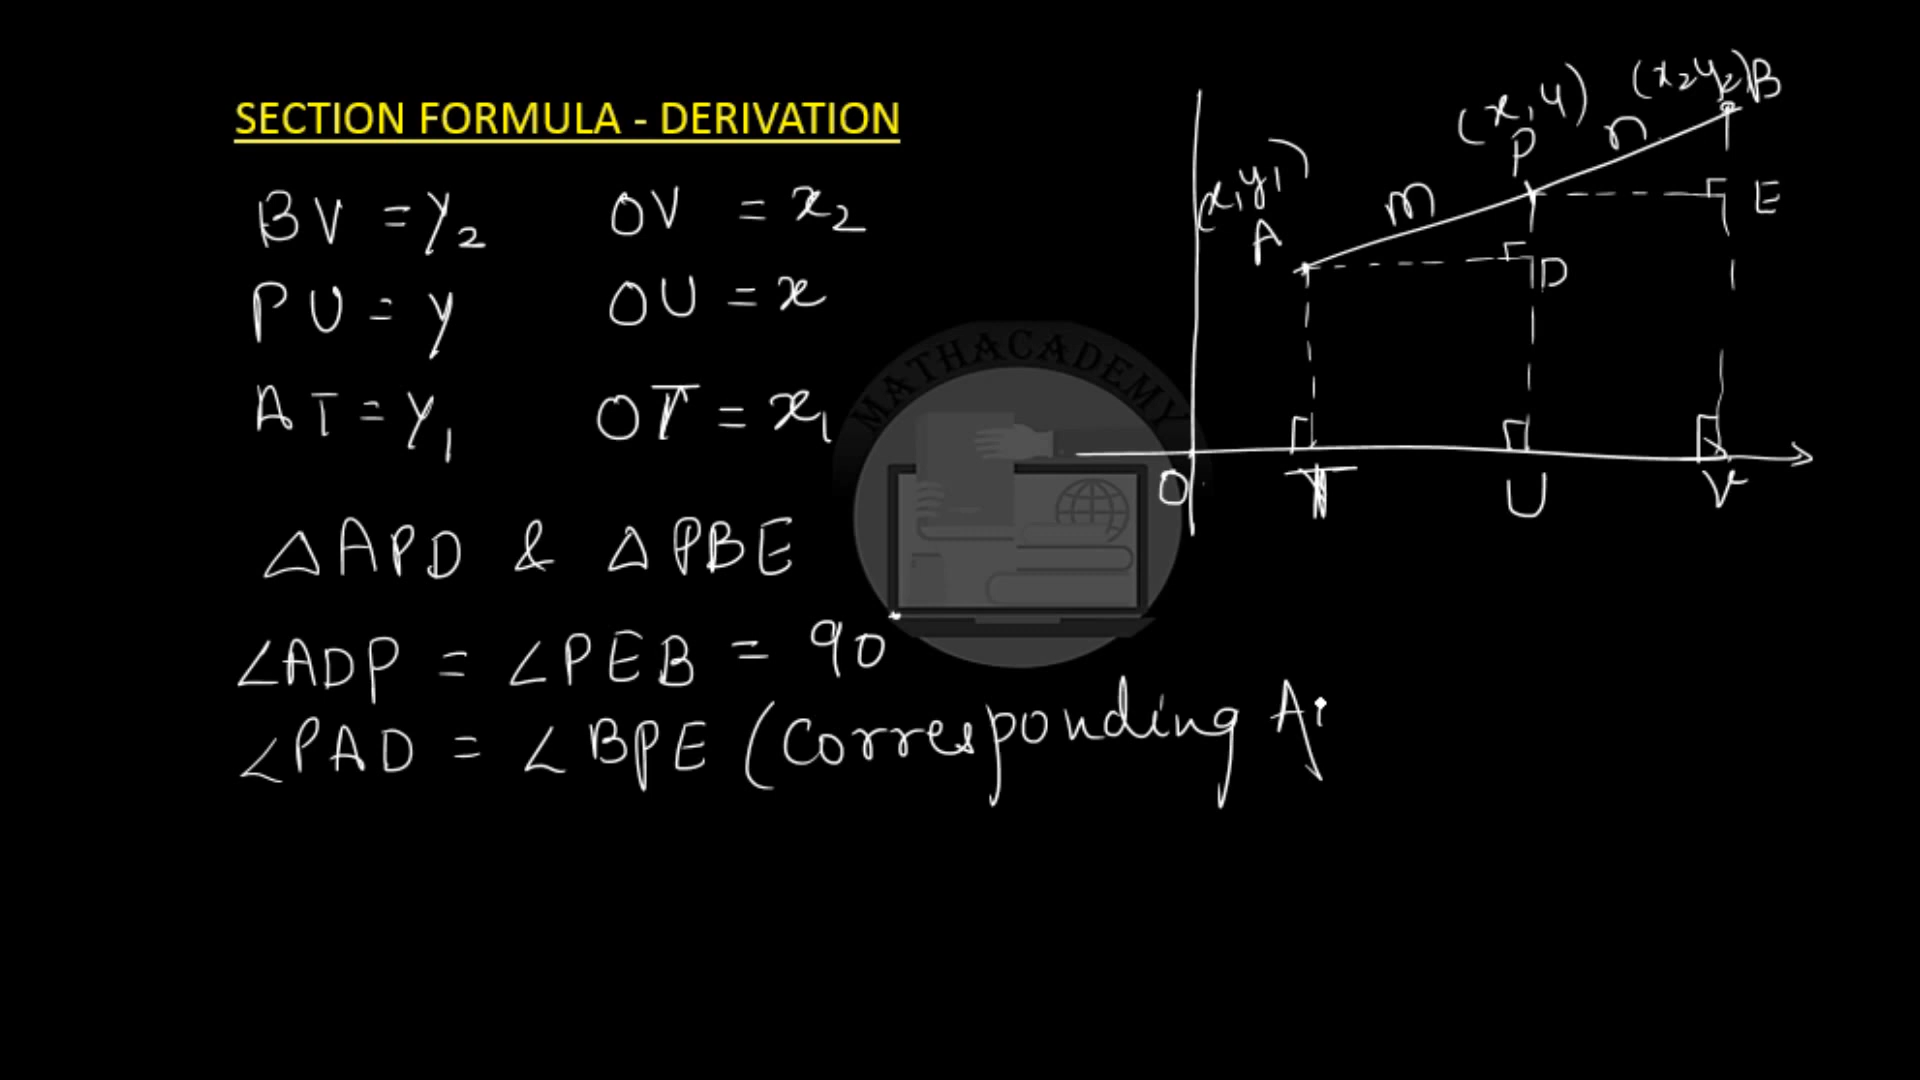 SECTION FORMULA - DERIVATION
BV = y₂ OV = x₂
PU = y OU = x
AT = y₁ OT = x₁
△APD & △PBE
∠ADP = ∠PEB = 90°
∠PAD = ∠BPE (Corresponding
(x₁y₁)
A
m
(x,y)
P
n
(x₂y₂)B
E
D
O T U V
MATHACADEMY